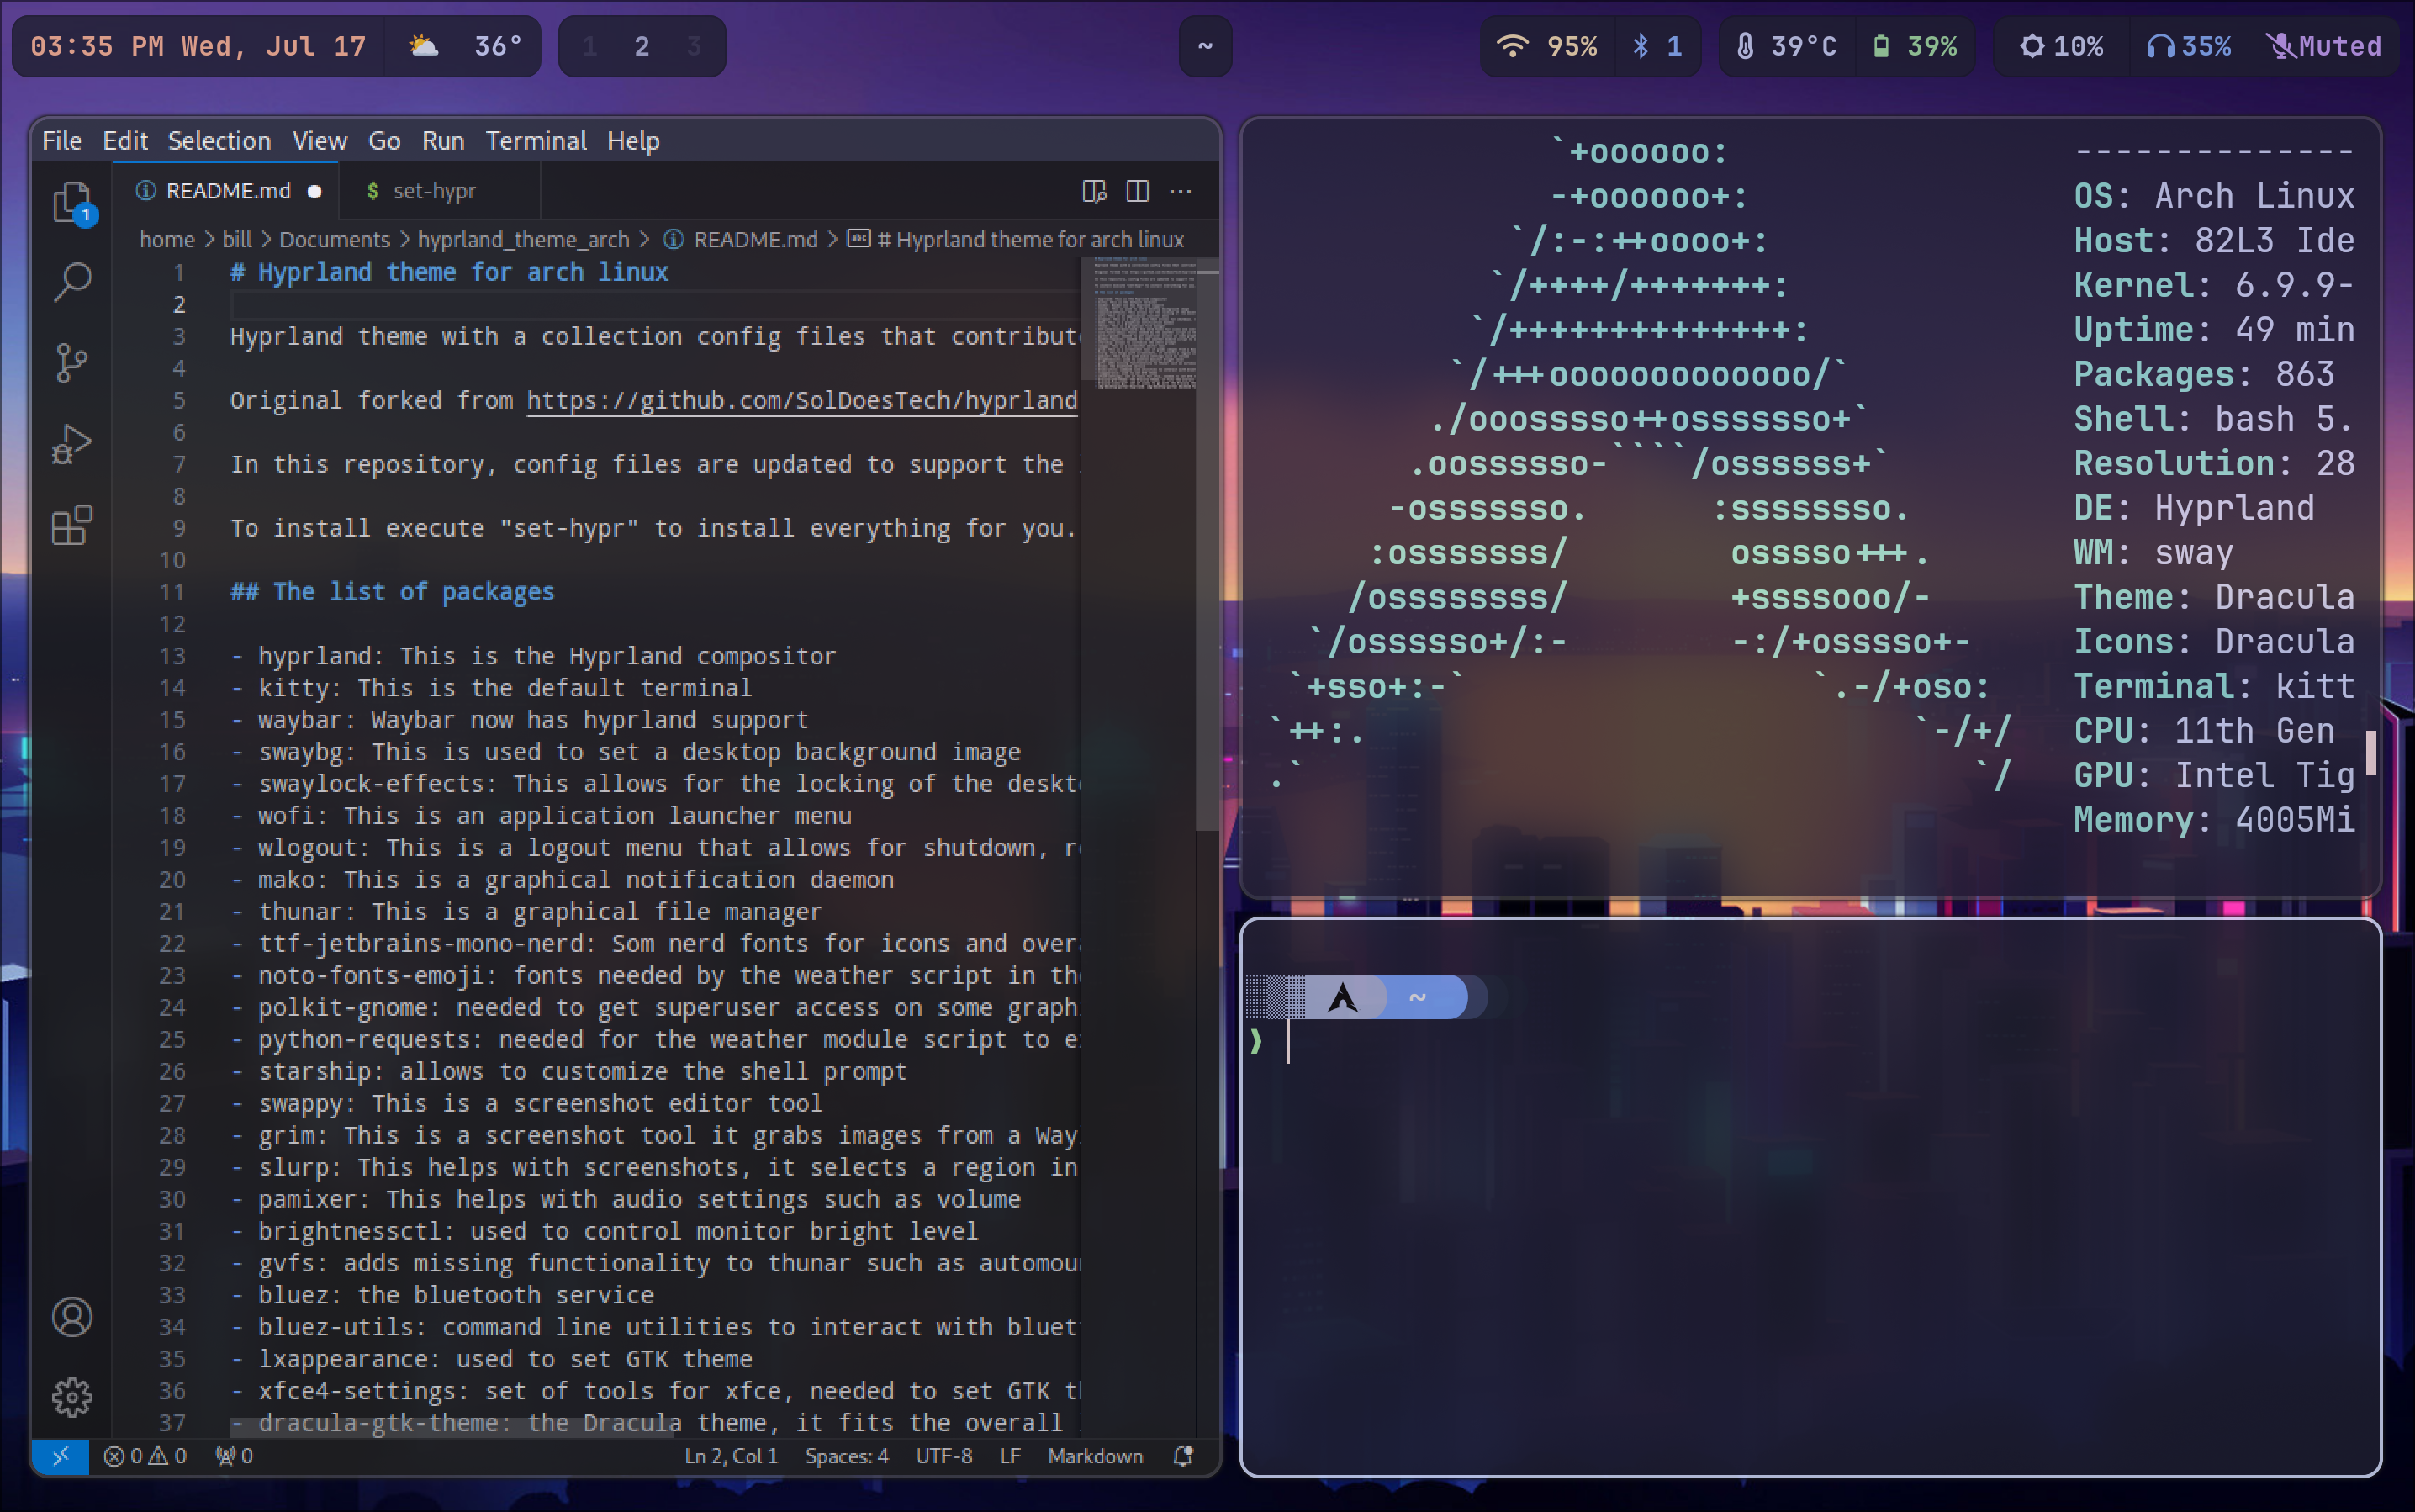 03:35 PM Wed, Jul 17 36° 1 2 3 ~ 95% 1 39°C 39% 10% 35% Muted
File Edit Selection View Go Run Terminal Help
1
README.md $ set-hypr ...
home > bill > Documents > hyprland_theme_arch > README.md > # Hyprland theme for arch linux
1 # Hyprland theme for arch linux
2
3 Hyprland theme with a collection config files that contribut
4
5 Original forked from https://github.com/SolDoesTech/hyprland
6
7 In this repository, config files are updated to support the
8
9 To install execute "set-hypr" to install everything for you.
10
11 ## The list of packages
12
13 - hyprland: This is the Hyprland compositor
14 - kitty: This is the default terminal
15 - waybar: Waybar now has hyprland support
16 - swaybg: This is used to set a desktop background image
17 - swaylock-effects: This allows for the locking of the deskt
18 - wofi: This is an application launcher menu
19 - wlogout: This is a logout menu that allows for shutdown, r
20 - mako: This is a graphical notification daemon
21 - thunar: This is a graphical file manager
22 - ttf-jetbrains-mono-nerd: Som nerd fonts for icons and over
23 - noto-fonts-emoji: fonts needed by the weather script in th
24 - polkit-gnome: needed to get superuser access on some graph
25 - python-requests: needed for the weather module script to e
26 - starship: allows to customize the shell prompt
27 - swappy: This is a screenshot editor tool
28 - grim: This is a screenshot tool it grabs images from a Way
29 - slurp: This helps with screenshots, it selects a region in
30 - pamixer: This helps with audio settings such as volume
31 - brightnessctl: used to control monitor bright level
32 - gvfs: adds missing functionality to thunar such as automou
33 - bluez: the bluetooth service
34 - bluez-utils: command line utilities to interact with bluet
35 - lxappearance: used to set GTK theme
36 - xfce4-settings: set of tools for xfce, needed to set GTK t
37 - dracula-gtk-theme: the Dracula theme, it fits the overall
0 0 0 Ln 2, Col 1 Spaces: 4 UTF-8 LF Markdown
`+oooooo: --------------
-+oooooo+: OS: Arch Linux
`/:-:++oooo+: Host: 82L3 Ide
`/++++/+++++++: Kernel: 6.9.9-
`/++++++++++++++: Uptime: 49 min
`/+++ooooooooooooo/` Packages: 863
./ooosssso++osssssso+` Shell: bash 5.
.oossssso-````/ossssss+` Resolution: 28
-osssssso. :ssssssso. DE: Hyprland
:osssssss/ osssso+++. WM: sway
/ossssssss/ +ssssooo/- Theme: Dracula
`/ossssso+/:- -:/+osssso+- Icons: Dracula
`+sso+:-` `.-/+oso: Terminal: kitt
`++:. `-/+/ CPU: 11th Gen
.` `/ GPU: Intel Tig
Memory: 4005Mi
~
❯